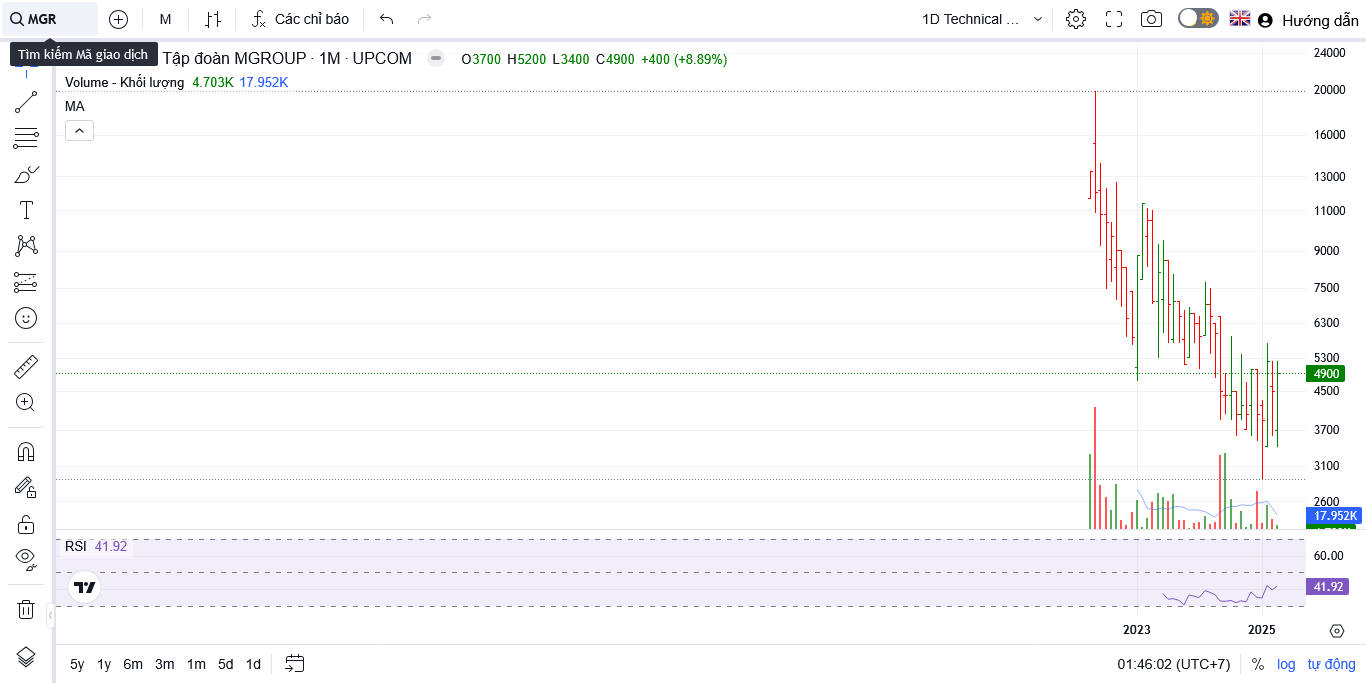 MGR
M
Các chỉ báo
1D Technical ...
Hướng dẫn
Tìm kiếm Mã giao dịch
Tập đoàn MGROUP · 1M · UPCOM
O3700 H5200 L3400 C4900 +400 (+8.89%)
Volume - Khối lượng 4.703K 17.952K
MA
24000
20000
16000
13000
11000
9000
7500
6300
5300
4900
4500
3700
3100
2600
17.952K
RSI 41.92
60.00
41.92
2023
2025
5y 1y 6m 3m 1m 5d 1d
01:46:02 (UTC+7)
% log tự động